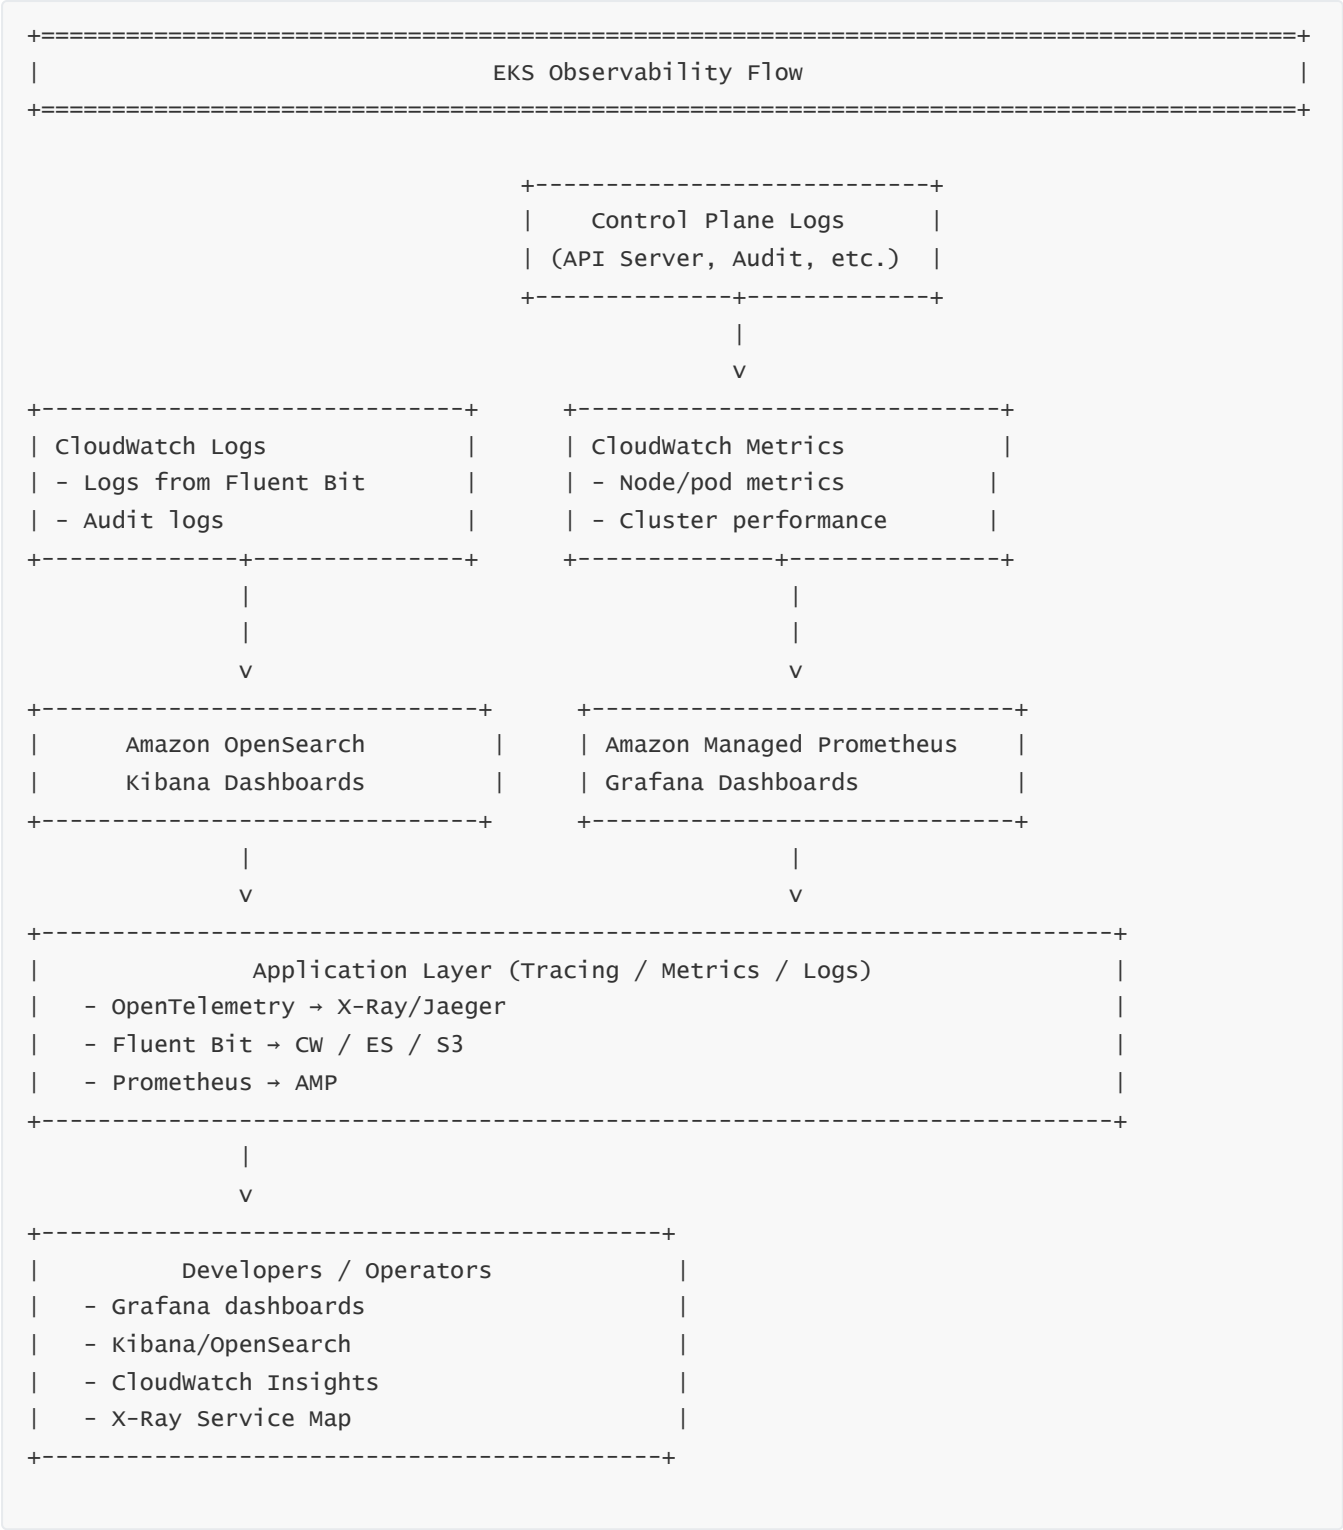 +=========================================================================================+
|                                EKS Observability Flow                                   |
+=========================================================================================+
                                   +----------------------------+
                                   |    Control Plane Logs      |
                                   | (API Server, Audit, etc.)  |
                                   +--------------+-------------+
                                                  |
                                                  v
+------------------------------+      +------------------------------+
| CloudWatch Logs              |      | CloudWatch Metrics           |
| - Logs from Fluent Bit       |      | - Node/pod metrics          |
| - Audit logs                 |      | - Cluster performance       |
+--------------+---------------+      +--------------+---------------+
               |                                      |
               |                                      |
               v                                      v
+-------------------------------+      +------------------------------+
|      Amazon OpenSearch         |     | Amazon Managed Prometheus    |
|      Kibana Dashboards         |     | Grafana Dashboards           |
+-------------------------------+      +------------------------------+
               |                                      |
               v                                      v
+----------------------------------------------------------------------------+
|               Application Layer (Tracing / Metrics / Logs)                 |
|   - OpenTelemetry → X-Ray/Jaeger                                           |
|   - Fluent Bit → CW / ES / S3                                              |
|   - Prometheus → AMP                                                       |
+----------------------------------------------------------------------------+
               |
               v
+--------------------------------------------+
|          Developers / Operators             |
|   - Grafana dashboards                      |
|   - Kibana/OpenSearch                       |
|   - CloudWatch Insights                     |
|   - X-Ray Service Map                       |
+--------------------------------------------+